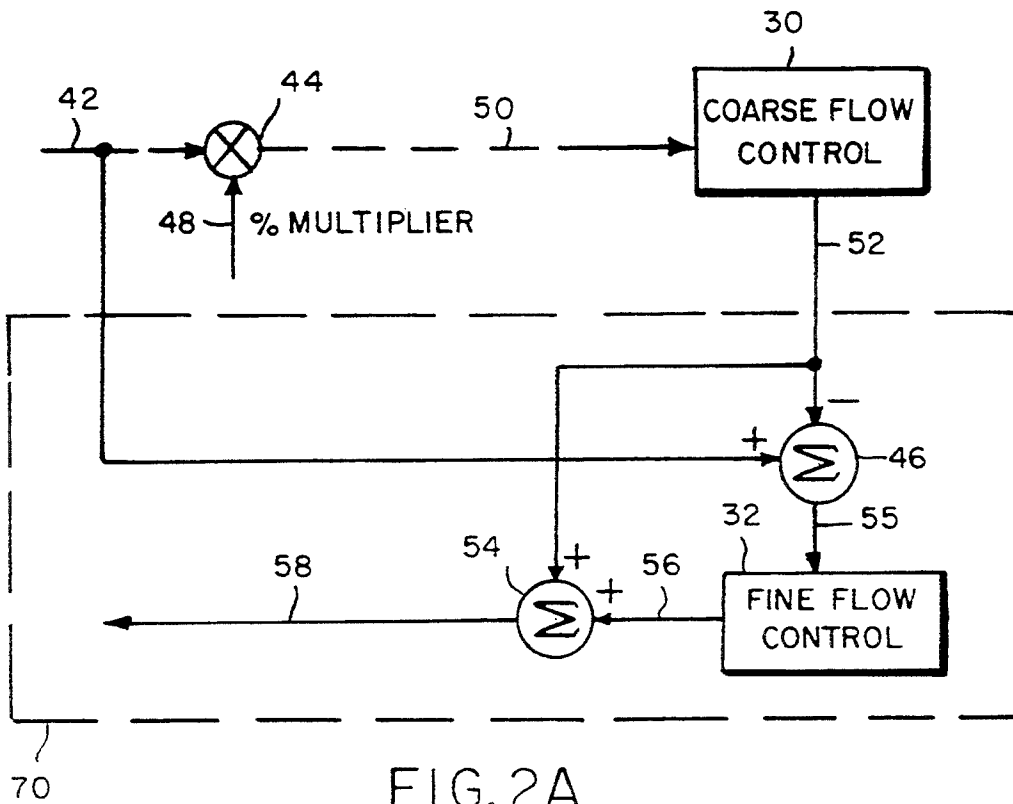 30
42
44
50
COARSE FLOW
CONTROL
48
% MULTIPLIER
52
−
+
Σ
46
55
32
54
+
+
56
58
Σ
FINE FLOW
CONTROL
70
FIG. 2A